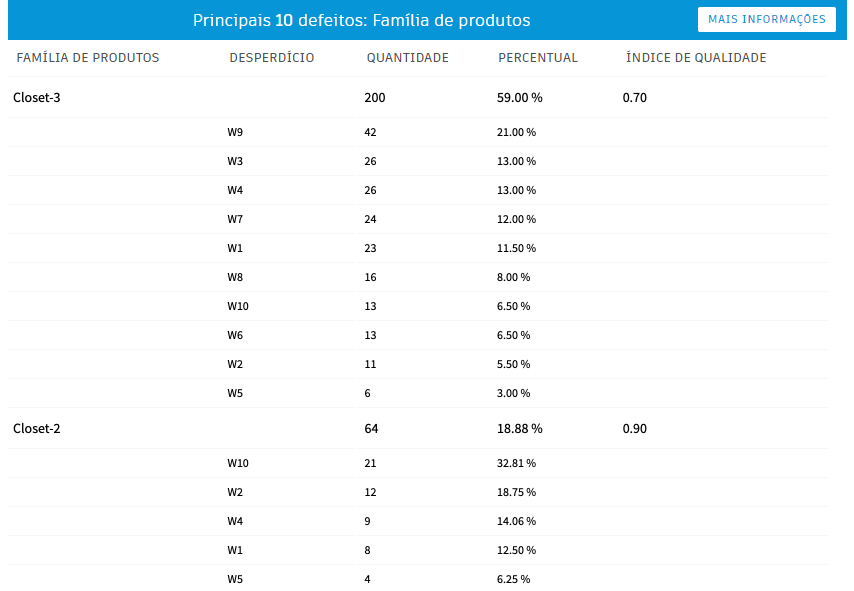 Principais 10 defeitos: Família de produtos MAIS INFORMAÇÕES
FAMÍLIA DE PRODUTOS DESPERDÍCIO QUANTIDADE PERCENTUAL ÍNDICE DE QUALIDADE
Closet-3 200 59.00 % 0.70
W9 42 21.00 %
W3 26 13.00 %
W4 26 13.00 %
W7 24 12.00 %
W1 23 11.50 %
W8 16 8.00 %
W10 13 6.50 %
W6 13 6.50 %
W2 11 5.50 %
W5 6 3.00 %
Closet-2 64 18.88 % 0.90
W10 21 32.81 %
W2 12 18.75 %
W4 9 14.06 %
W1 8 12.50 %
W5 4 6.25 %